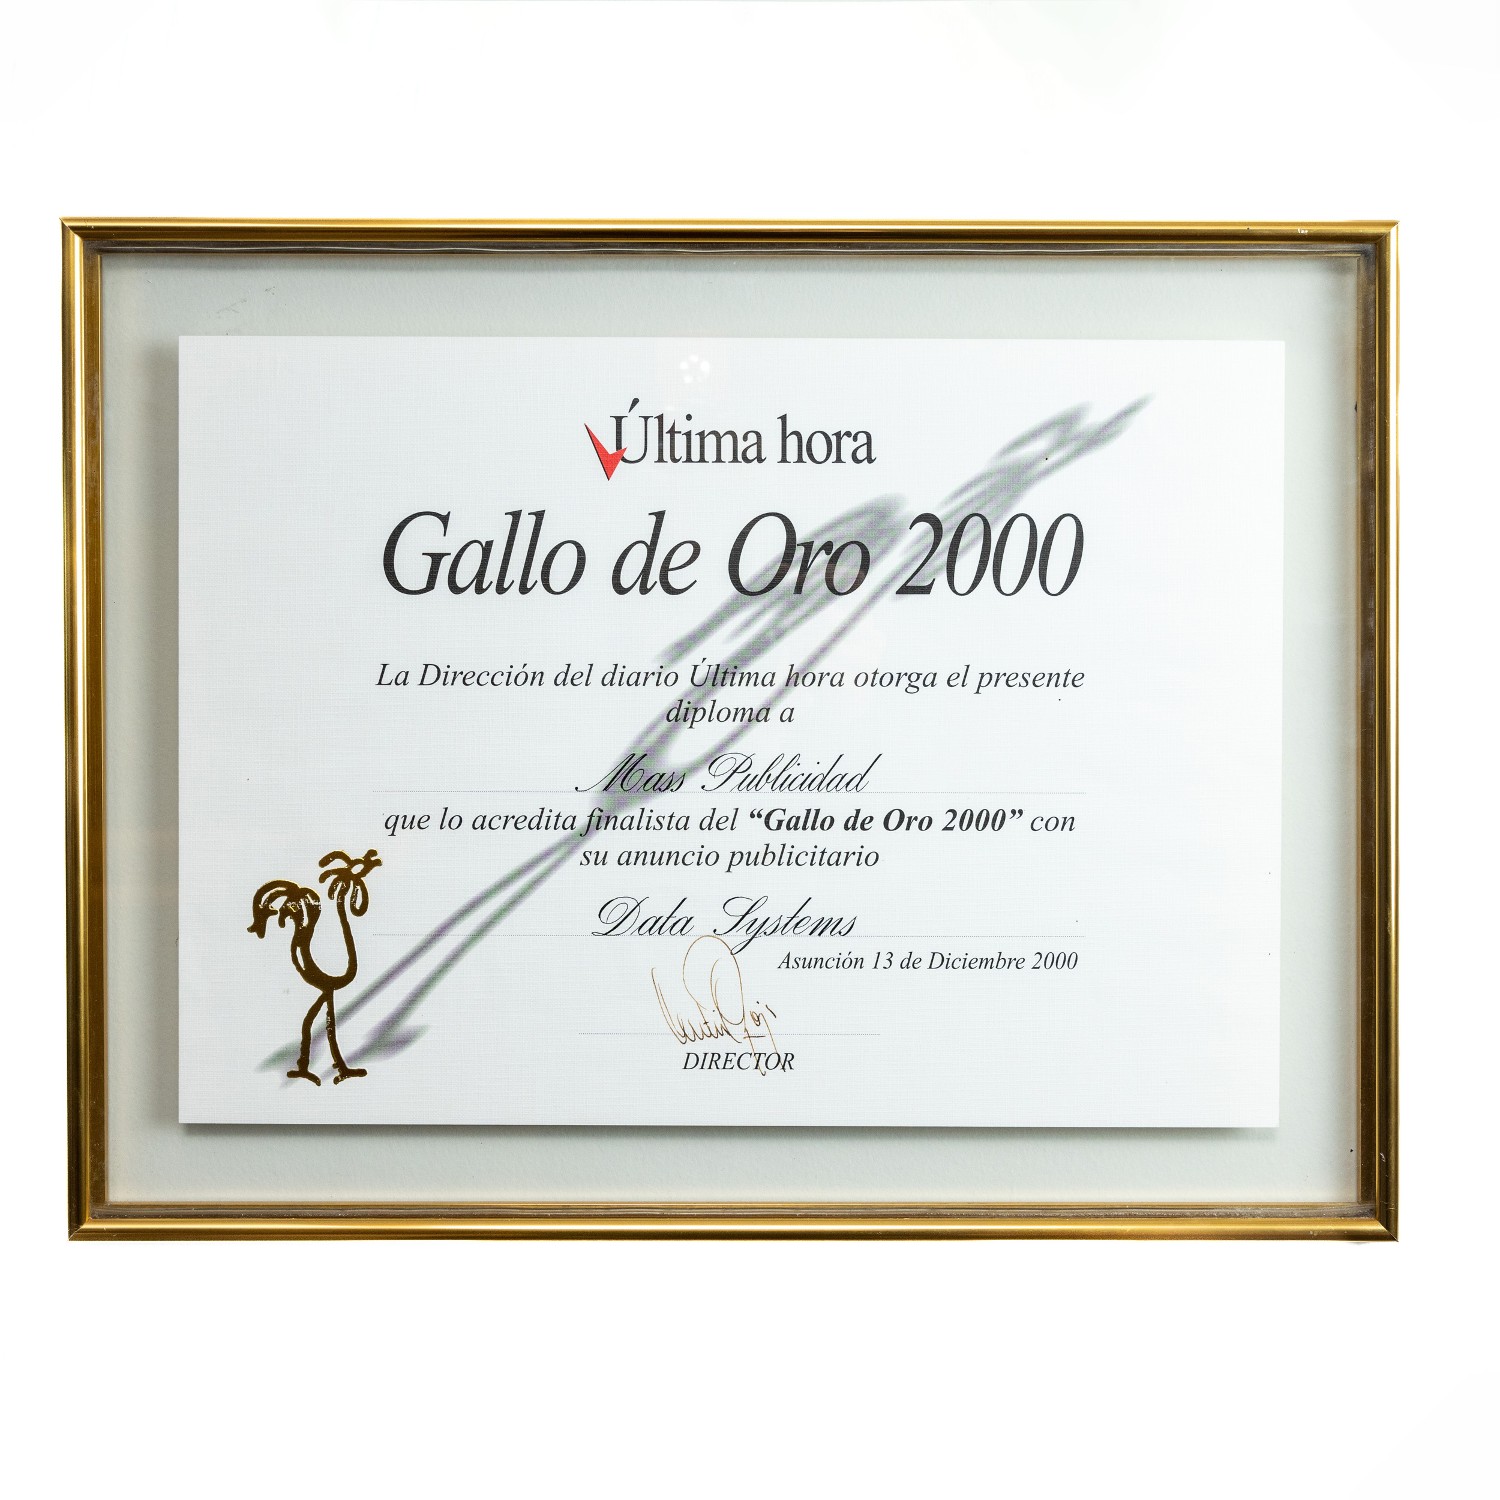 Última hora
Gallo de Oro 2000
La Dirección del diario Última hora otorga el presente
diploma a
Mass Publicidad
que lo acredita finalista del “Gallo de Oro 2000” con
su anuncio publicitario
Data Systems
Asunción 13 de Diciembre 2000
DIRECTOR